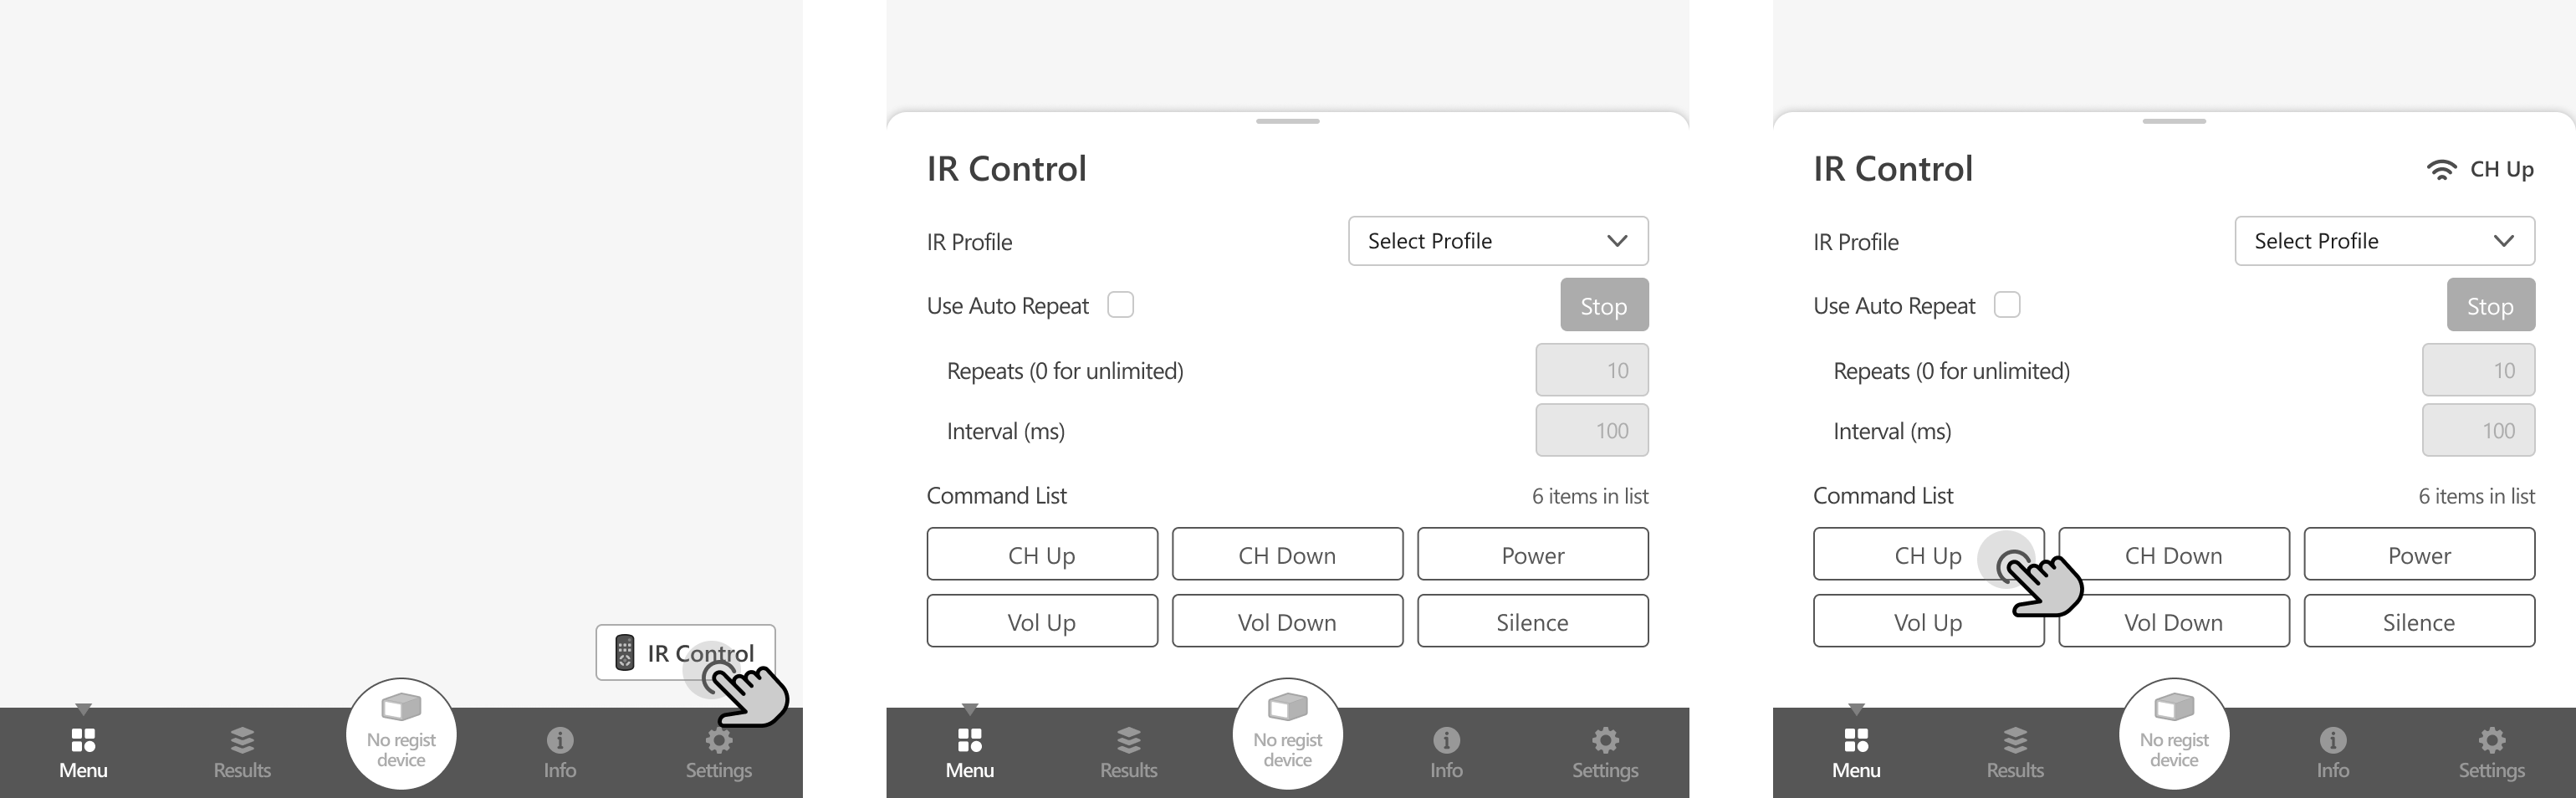 IR Control
Menu
Results
No regist
device
Info
Settings
IR Control
IR Profile
Select Profile
Use Auto Repeat
Stop
Repeats (0 for unlimited)
10
Interval (ms)
100
Command List
6 items in list
CH Up
CH Down
Power
Vol Up
Vol Down
Silence
Menu
Results
No regist
device
Info
Settings
IR Control
CH Up
IR Profile
Select Profile
Use Auto Repeat
Stop
Repeats (0 for unlimited)
10
Interval (ms)
100
Command List
6 items in list
CH Up
CH Down
Power
Vol Up
Vol Down
Silence
Menu
Results
No regist
device
Info
Settings